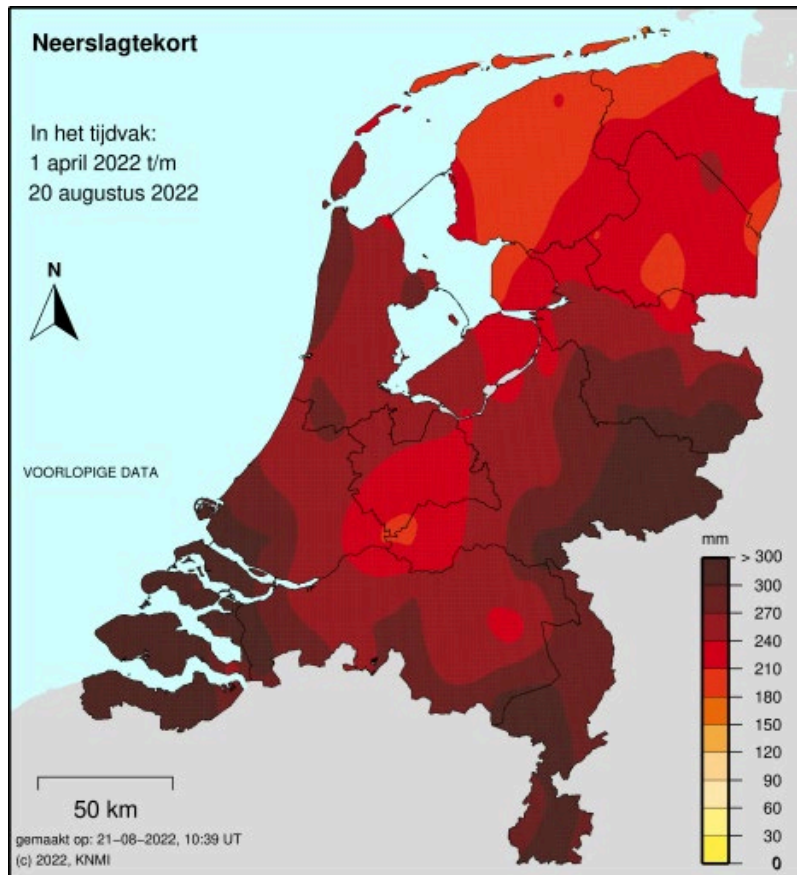 Neerslagtekort
In het tijdvak:
1 april 2022 t/m
20 augustus 2022
N
VOORLOPIGE DATA
mm
> 300
300
270
240
210
180
150
120
90
60
30
0
50 km
gemaakt op: 21-08-2022, 10:39 UT
(c) 2022, KNMI